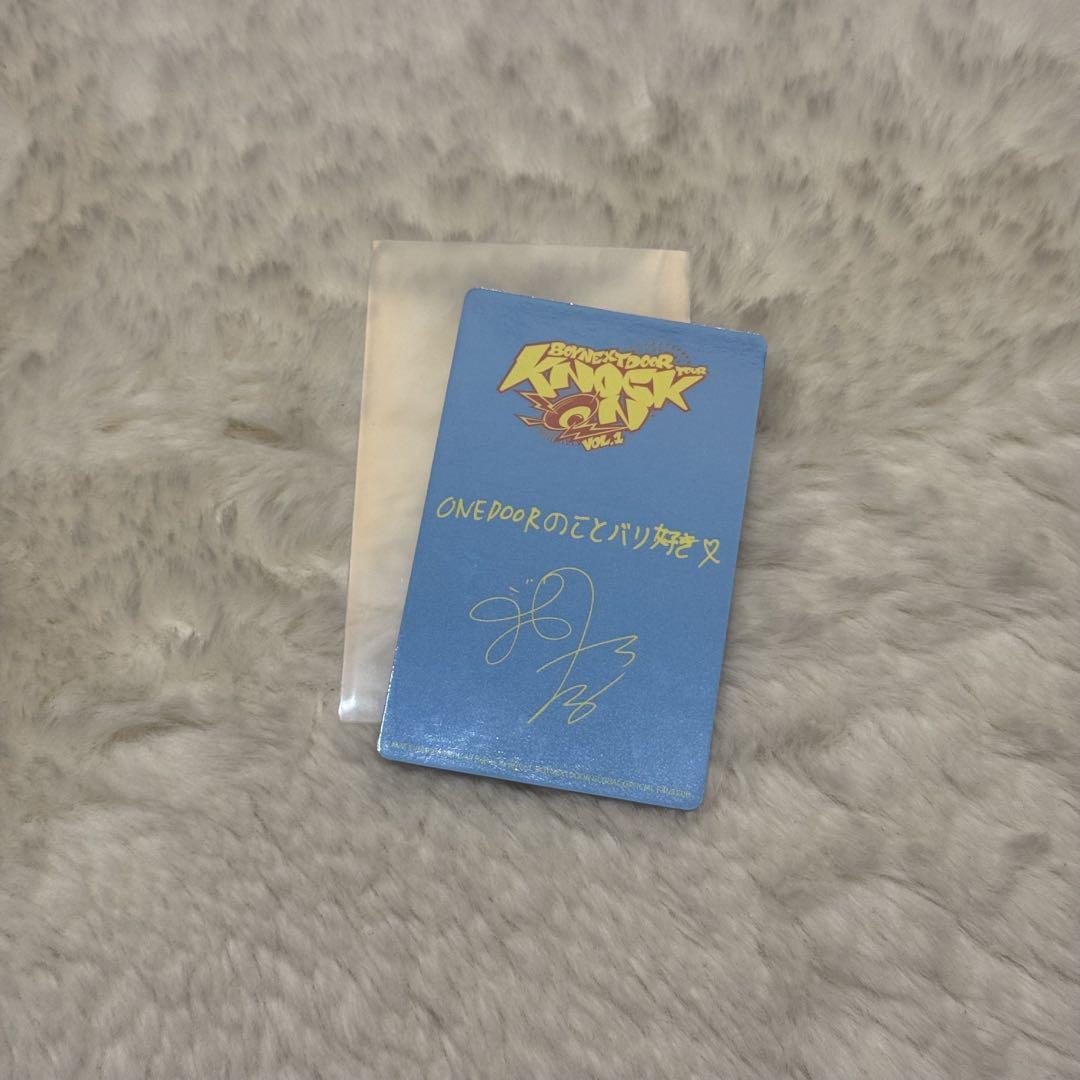 BOYNEXTDOOR
TOUR
KNOCK
ON
VOL.1
ONEDOORのことバリ好き♡